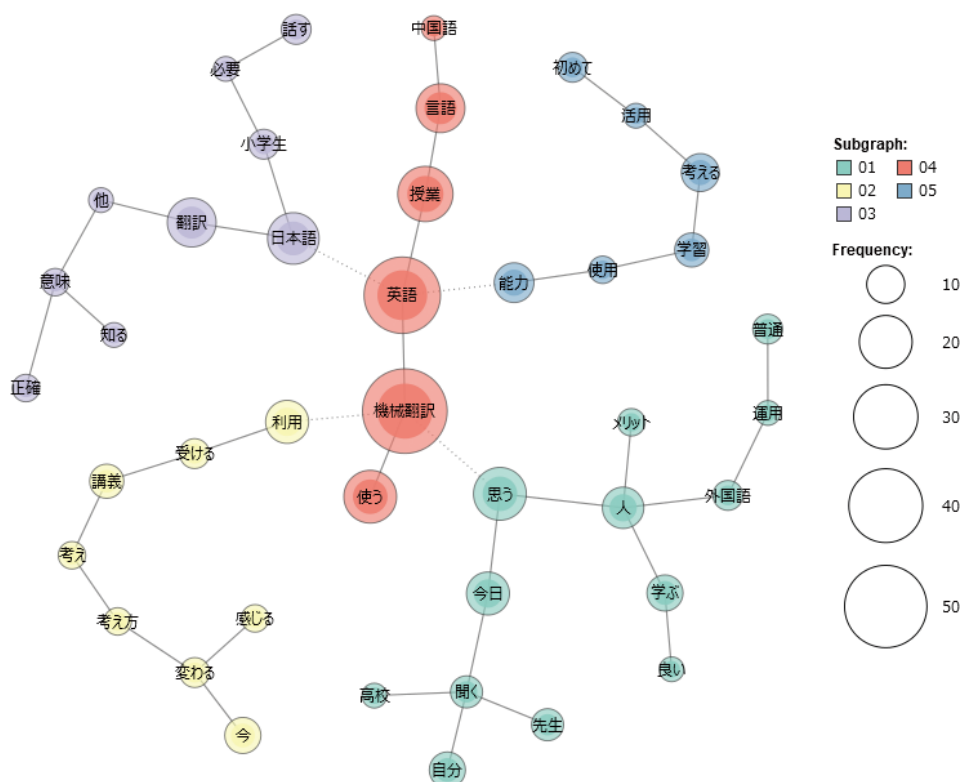 話す
中国語
必要
初めて
言語
活用
小学生
考える
授業
他
翻訳
日本語
学習
使用
意味
能力
英語
知る
正確
普通
機械翻訳
利用
メリット
運用
受ける
講義
使う
思う
人
外国語
考え
今日
学ぶ
考え方
感じる
変わる
良い
高校
聞く
今
先生
自分
Subgraph:
01 04
02 05
03
Frequency:
10
20
30
40
50